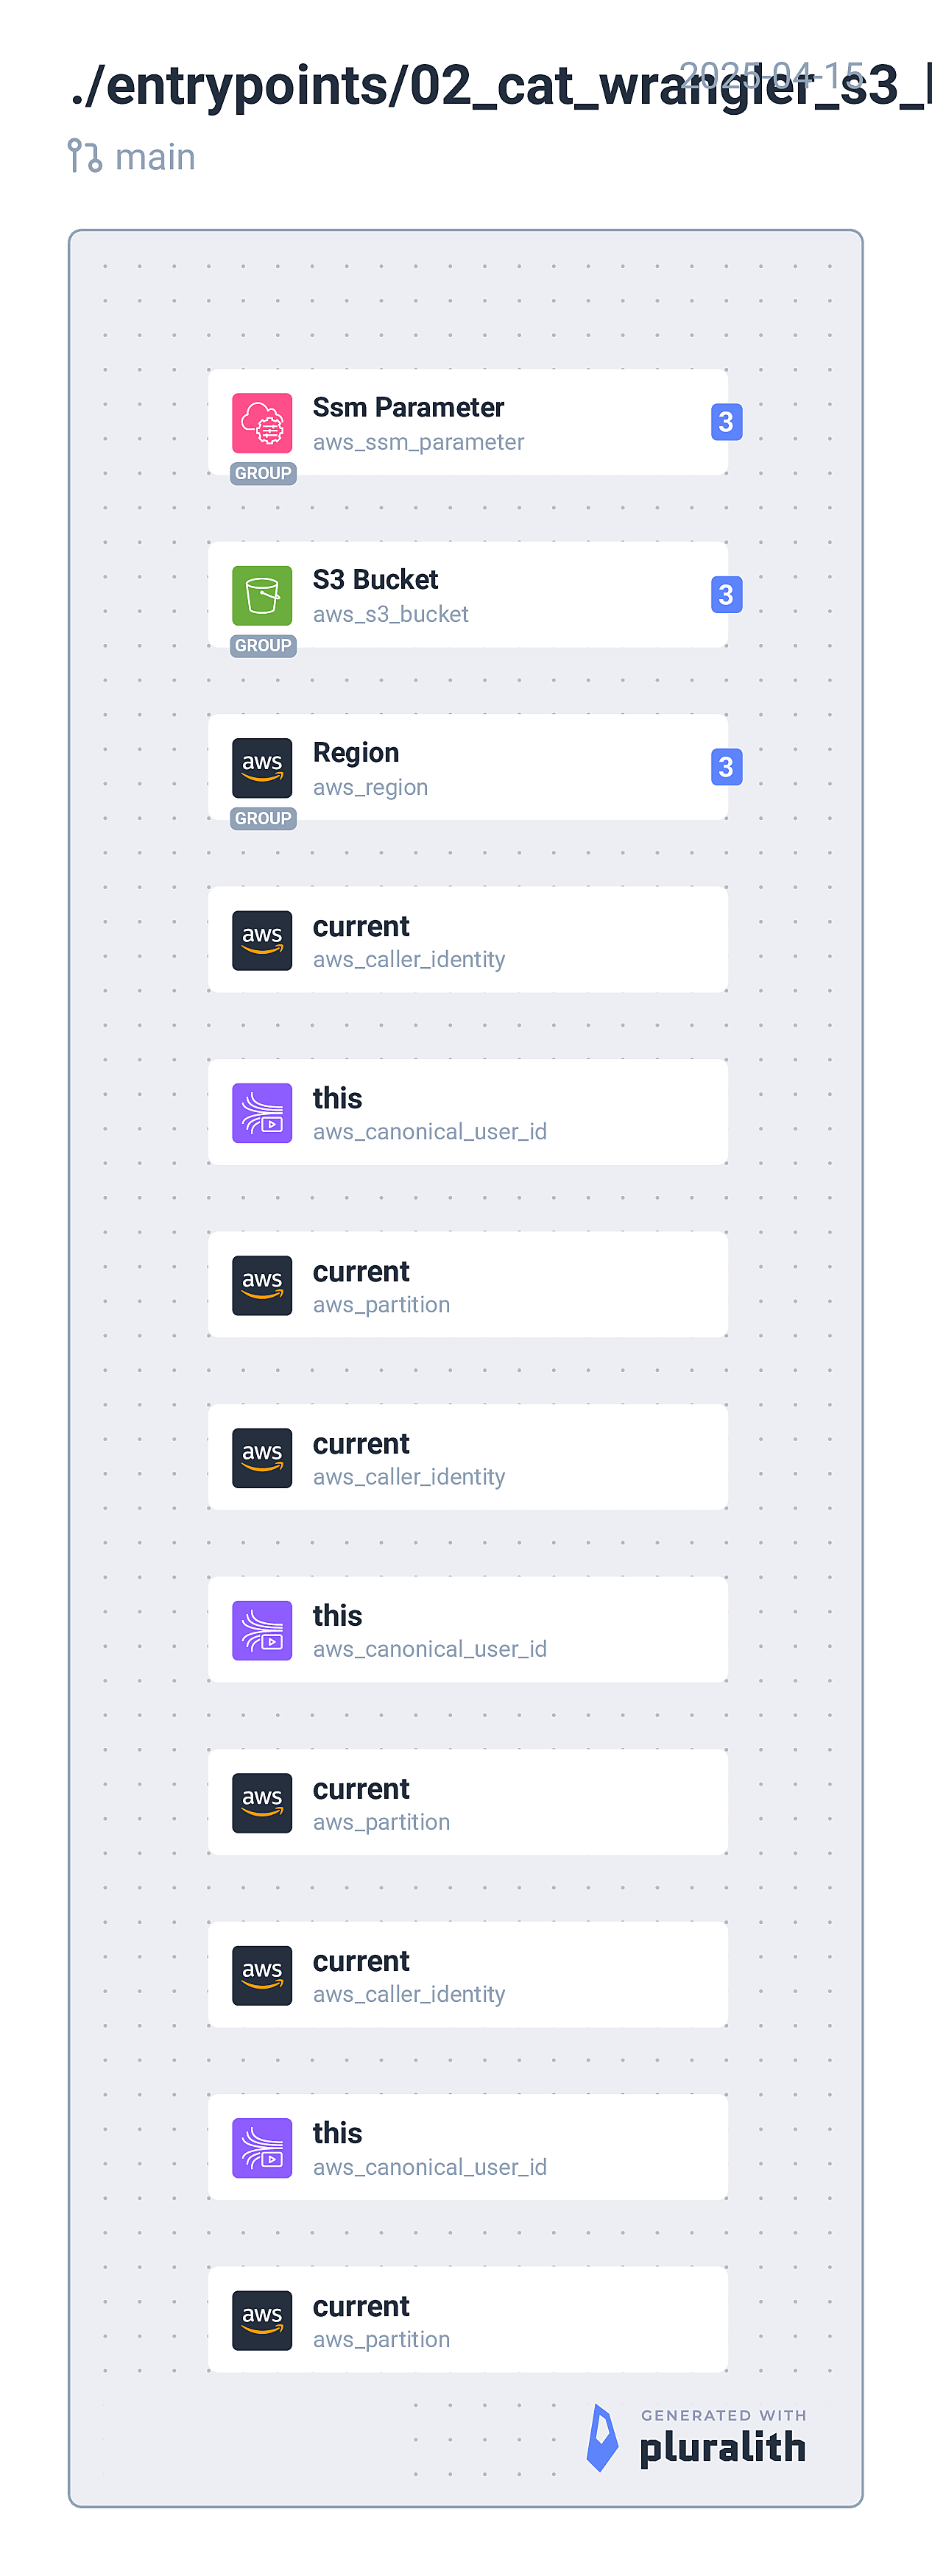 ./entrypoints/02_cat_wrangler_s3_
2025-04-15
main
Ssm Parameter
aws_ssm_parameter
3
GROUP
S3 Bucket
aws_s3_bucket
3
GROUP
aws
Region
aws_region
3
GROUP
aws
current
aws_caller_identity
this
aws_canonical_user_id
aws
current
aws_partition
aws
current
aws_caller_identity
this
aws_canonical_user_id
aws
current
aws_partition
aws
current
aws_caller_identity
this
aws_canonical_user_id
aws
current
aws_partition
GENERATED WITH
pluralith